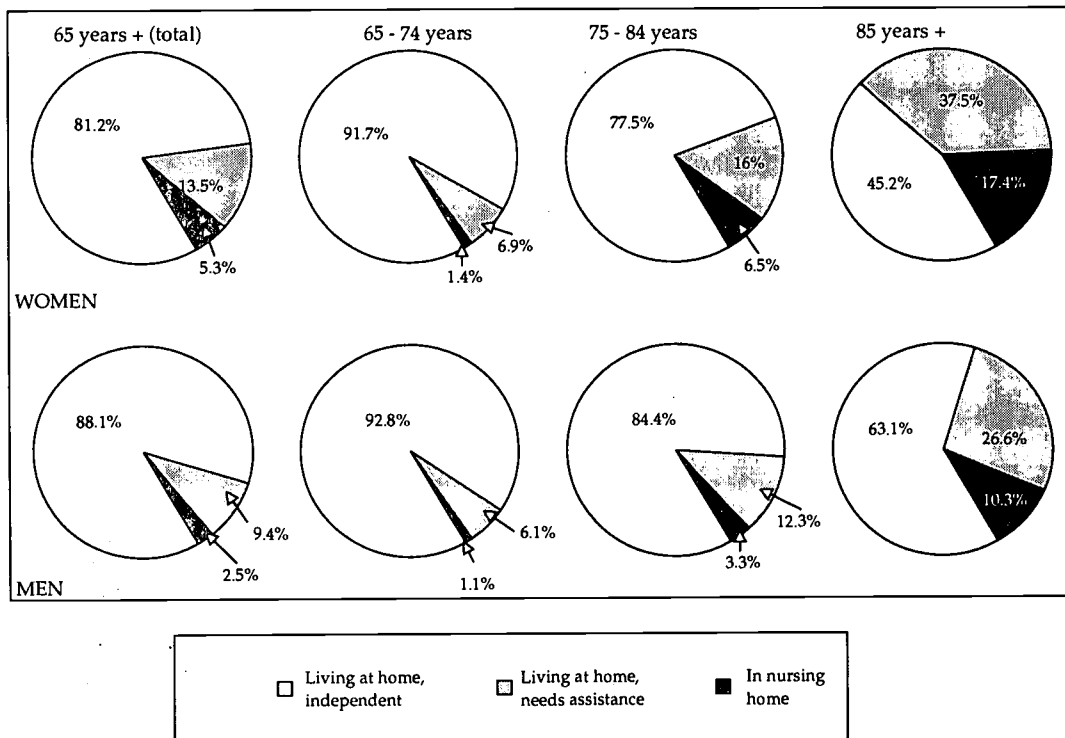 65 years + (total)
65 - 74 years
75 - 84 years
85 years +
81.2%
13.5%
5.3%
91.7%
6.9%
1.4%
77.5%
16%
6.5%
37.5%
45.2%
17.4%
WOMEN
88.1%
9.4%
2.5%
92.8%
6.1%
1.1%
84.4%
12.3%
3.3%
63.1%
26.6%
10.3%
MEN
Living at home,
independent
Living at home,
needs assistance
In nursing
home